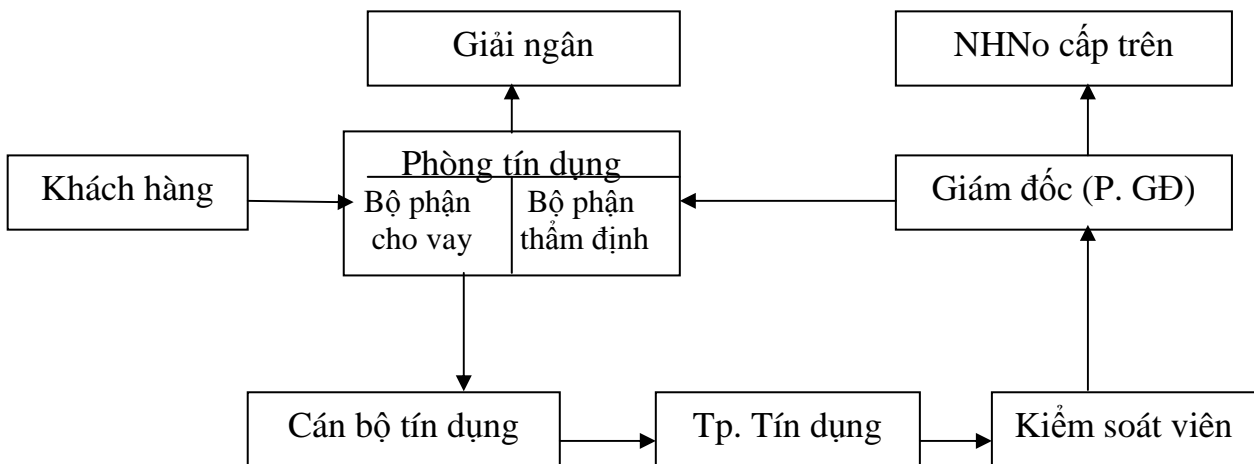 Giải ngân
NHNo cấp trên
Khách hàng
Phòng tín dụng
Bộ phận
cho vay
Bộ phận
thẩm định
Giám đốc (P. GĐ)
Cán bộ tín dụng
Tp. Tín dụng
Kiểm soát viên